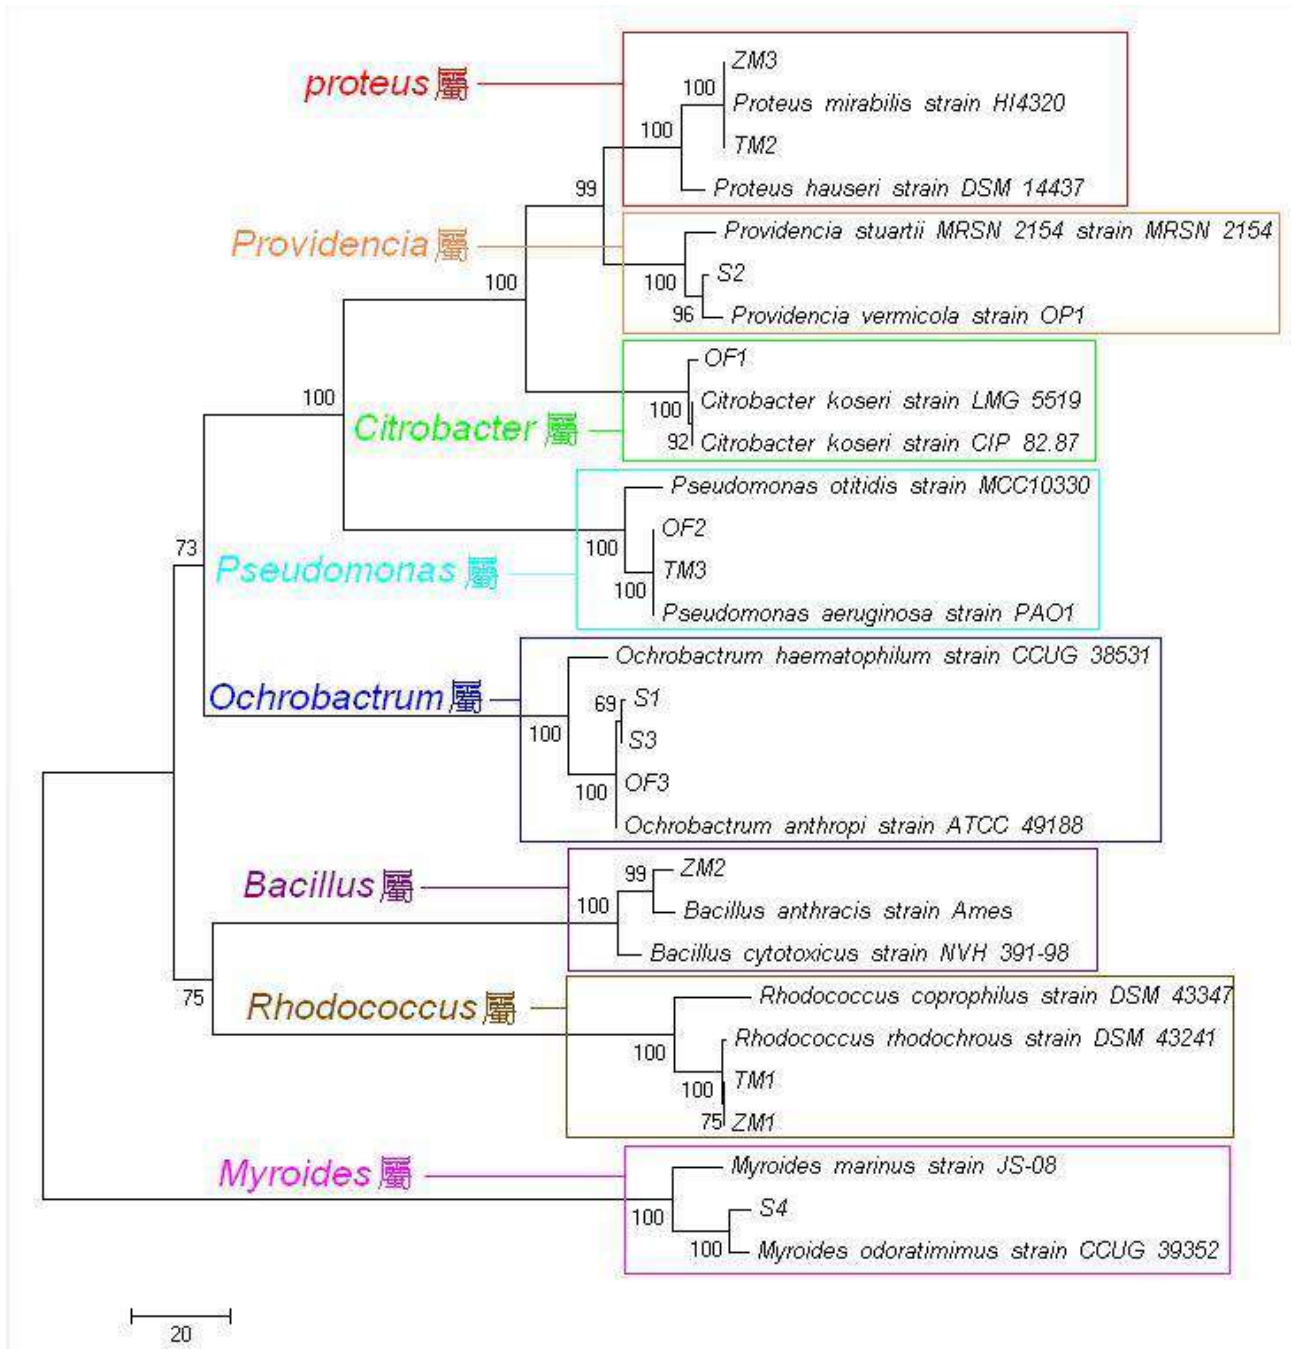 ZM3
proteus屬
100
Proteus mirabilis strain HI4320
100
TM2
99
Proteus hauseri strain DSM 14437
Providencia屬
Providencia stuartii MRSN 2154 strain MRSN 2154
100
100
S2
96
Providencia vermicola strain OP1
OF1
100
Citrobacter屬
100
Citrobacter koseri strain LMG 5519
92
Citrobacter koseri strain CIP 82.87
Pseudomonas otitidis strain MCC10330
OF2
73
100
Pseudomonas屬
TM3
100
Pseudomonas aeruginosa strain PAO1
Ochrobactrum haematophilum strain CCUG 38531
Ochrobactrum屬
69
S1
100
S3
100
OF3
Ochrobactrum anthropi strain ATCC 49188
Bacillus屬
99
ZM2
100
Bacillus anthracis strain Ames
Bacillus cytotoxicus strain NVH 391-98
75
Rhodococcus屬
Rhodococcus coprophilus strain DSM 43347
100
Rhodococcus rhodochrous strain DSM 43241
100
TM1
75
ZM1
Myroides屬
Myroides marinus strain JS-08
100
S4
100
Myroides odoratimimus strain CCUG 39352
20